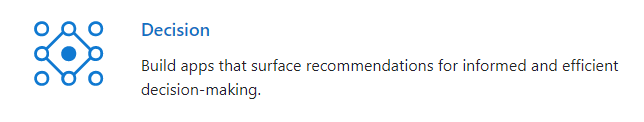 Decision
Build apps that surface recommendations for informed and efficient
decision-making.